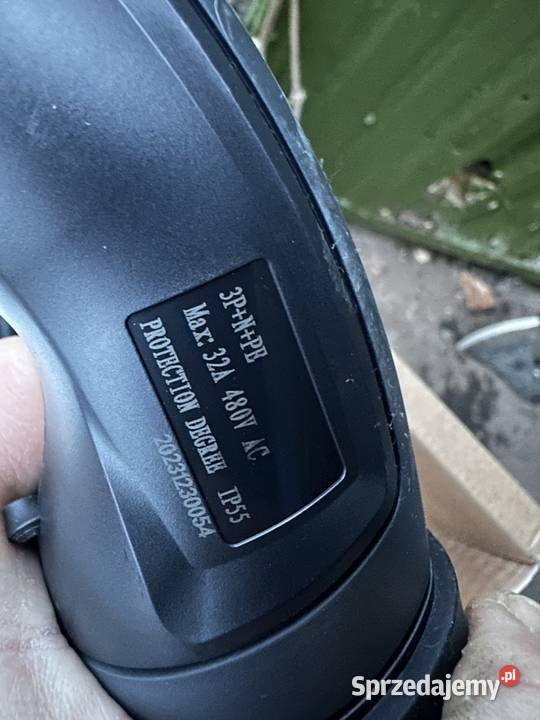 3P+N+PE
Max: 32A 480V AC
PROTECTION DEGREE IP55
20231230054
Sprzedajemy.pl